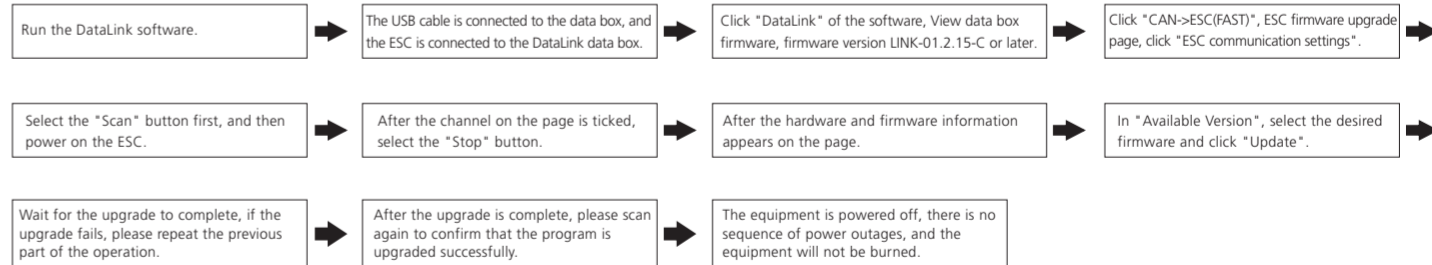 Run the DataLink software.
The USB cable is connected to the data box, and
the ESC is connected to the DataLink data box.
Click "DataLink" of the software, View data box
firmware, firmware version LINK-01.2.15-C or later.
Click "CAN->ESC(FAST)", ESC firmware upgrade
page, click "ESC communication settings".
Select the "Scan" button first, and then
power on the ESC.
After the channel on the page is ticked,
select the "Stop" button.
After the hardware and firmware information
appears on the page.
In "Available Version", select the desired
firmware and click "Update".
Wait for the upgrade to complete, if the
upgrade fails, please repeat the previous
part of the operation.
After the upgrade is complete, please scan
again to confirm that the program is
upgraded successfully.
The equipment is powered off, there is no
sequence of power outages, and the
equipment will not be burned.